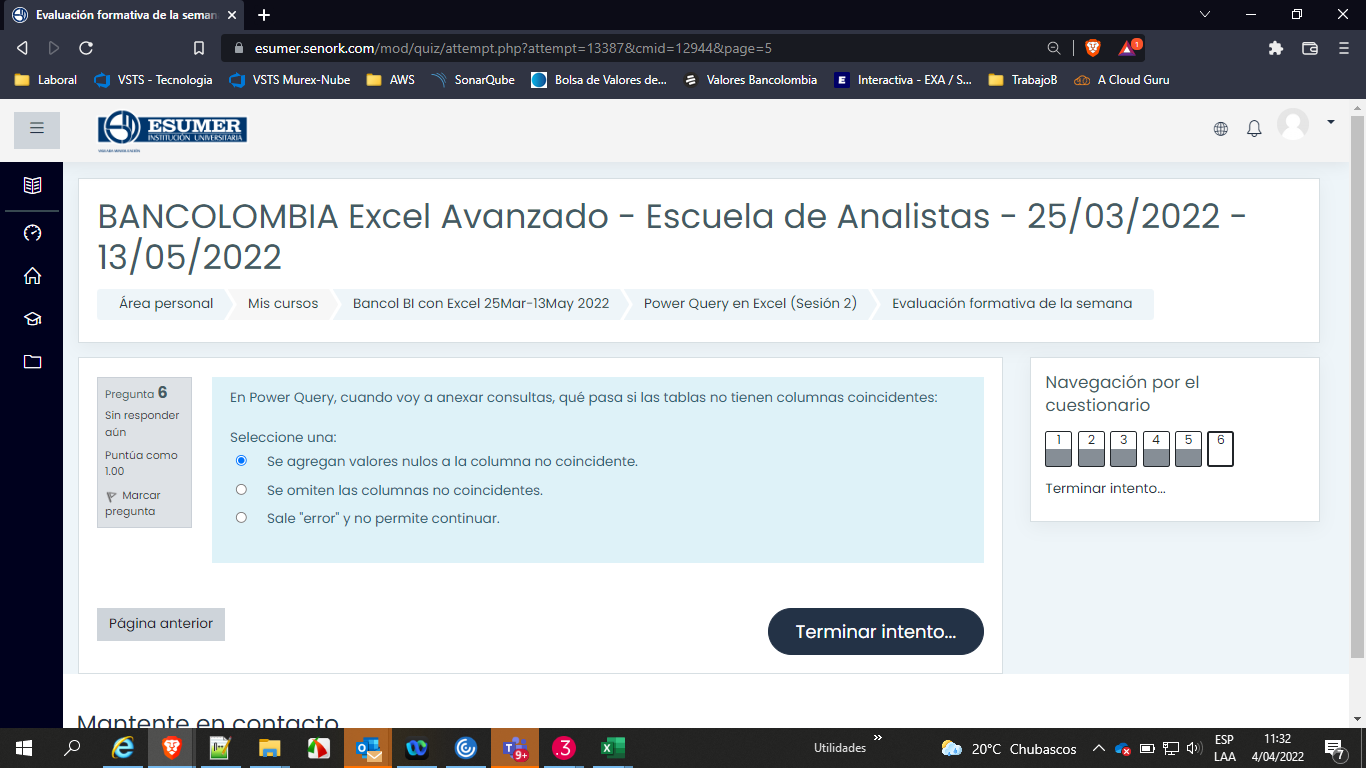 Evaluación formativa de la seman
esumer.senork.com/mod/quiz/attempt.php?attempt=13387&cmid=12944&page=5
1
Laboral
VSTS - Tecnologia
VSTS Murex-Nube
AWS
SonarQube
Bolsa de Valores de...
Valores Bancolombia
Interactiva - EXA / S...
TrabajoB
A Cloud Guru
ESUMER
INSTITUCIÓN UNIVERSITARIA
BANCOLOMBIA Excel Avanzado - Escuela de Analistas - 25/03/2022 -
13/05/2022
Área personal
Mis cursos
Bancol BI con Excel 25Mar-13May 2022
Power Query en Excel (Sesión 2)
Evaluación formativa de la semana
Pregunta 6
Sin responder
aún
Puntúa como
1.00
Marcar
pregunta
En Power Query, cuando voy a anexar consultas, qué pasa si las tablas no tienen columnas coincidentes:
Seleccione una:
Se agregan valores nulos a la columna no coincidente.
Se omiten las columnas no coincidentes.
Sale "error" y no permite continuar.
Página anterior
Terminar intento...
Navegación por el
cuestionario
1 2 3 4 5 6
Terminar intento...
Mantente en contacto
Utilidades
20°C Chubascos
ESP
LAA
11:32
4/04/2022
7